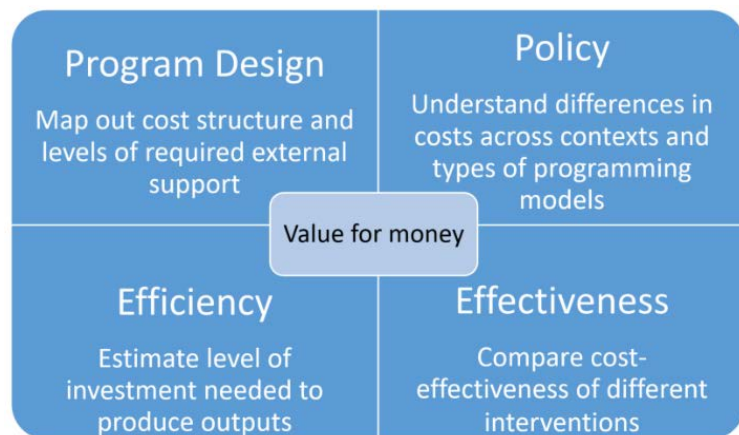 Program Design
Map out cost structure and
levels of required external
support
Policy
Understand differences in
costs across contexts and
types of programming
models
Value for money
Efficiency
Estimate level of
investment needed to
produce outputs
Effectiveness
Compare cost-
effectiveness of different
interventions